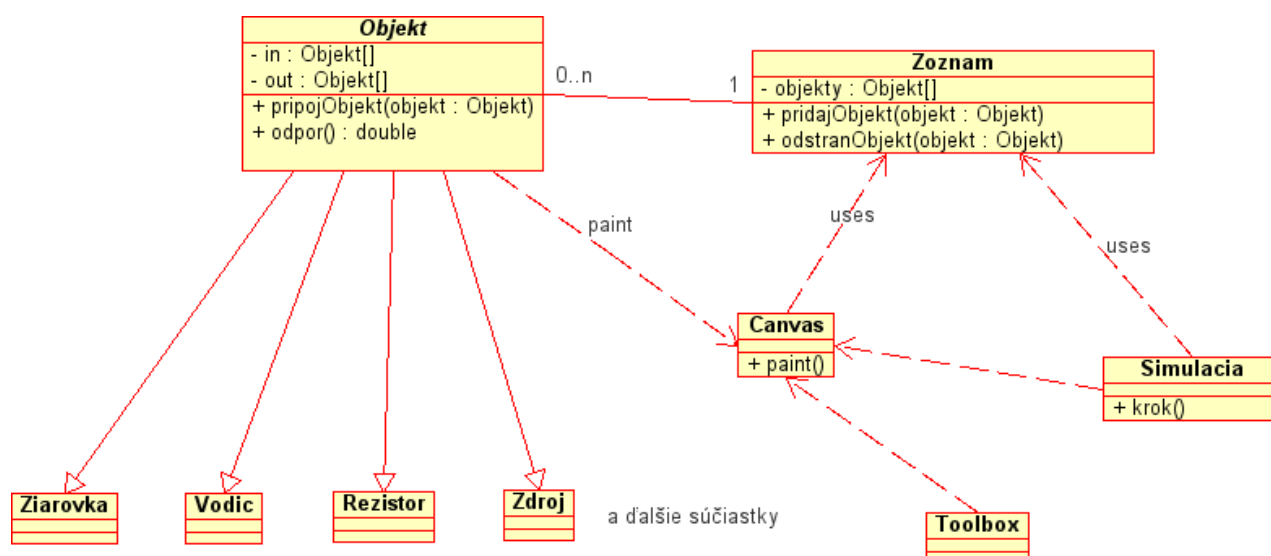 Objekt
- in : Objekt[]
- out : Objekt[]
+ pripojObjekt(objekt : Objekt)
+ odpor() : double
0..n
1
Zoznam
- objekty : Objekt[]
+ pridajObjekt(objekt : Objekt)
+ odstranObjekt(objekt : Objekt)
paint
uses
uses
Canvas
+ paint()
Simulacia
+ krok()
Ziarovka
Vodic
Rezistor
Zdroj
a ďalšie súčiastky
Toolbox